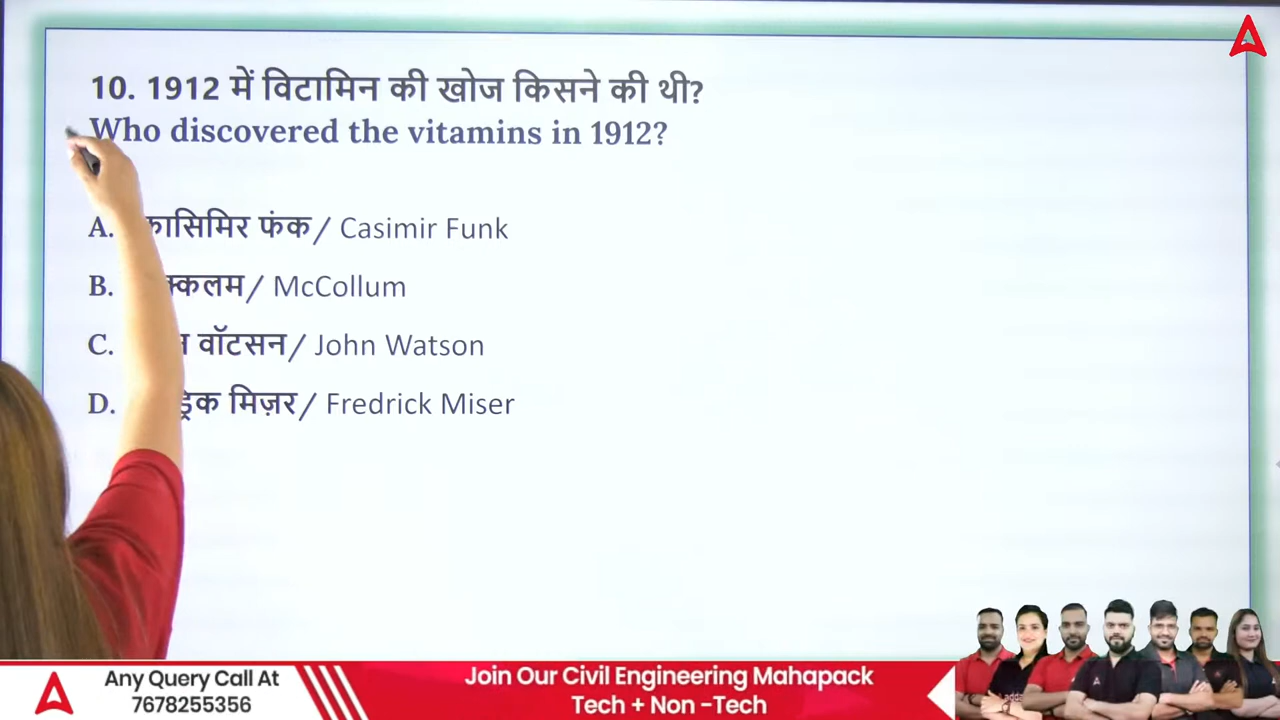 10. 1912 में विटामिन की खोज किसने की थी?
Who discovered the vitamins in 1912?
A. फंक/ Casimir Funk
B. McCollum
C. वॉटसन/ John Watson
D. मिज़र/ Fredrick Miser
Any Query Call At
7678255356
Join Our Civil Engineering Mahapack
Tech + Non -Tech